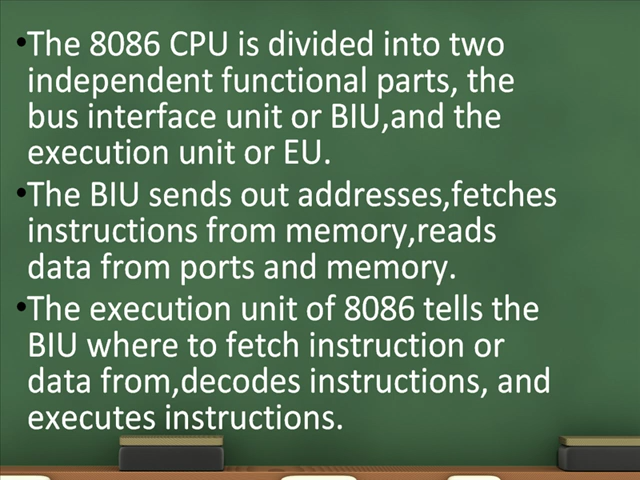 •The 8086 CPU is divided into two
independent functional parts, the
bus interface unit or BIU,and the
execution unit or EU.
•The BIU sends out addresses,fetches
instructions from memory,reads
data from ports and memory.
•The execution unit of 8086 tells the
BIU where to fetch instruction or
data from,decodes instructions, and
executes instructions.